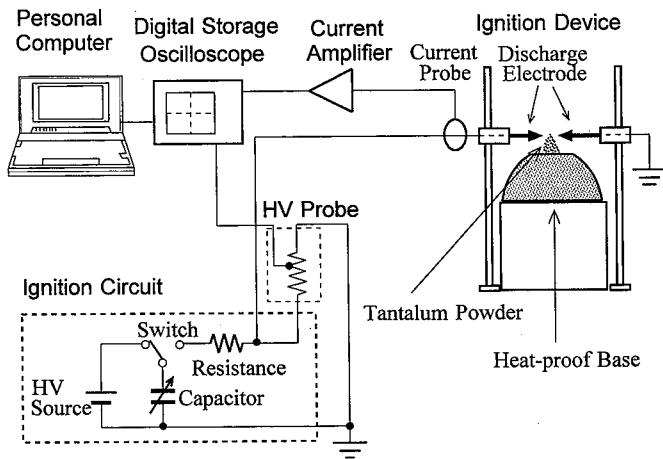 Personal
Computer
Digital Storage
Oscilloscope
Current
Amplifier
Ignition Device
Current
Probe
Discharge
Electrode
HV Probe
Ignition Circuit
Switch
Resistance
HV
Source
Capacitor
Tantalum Powder
Heat-proof Base